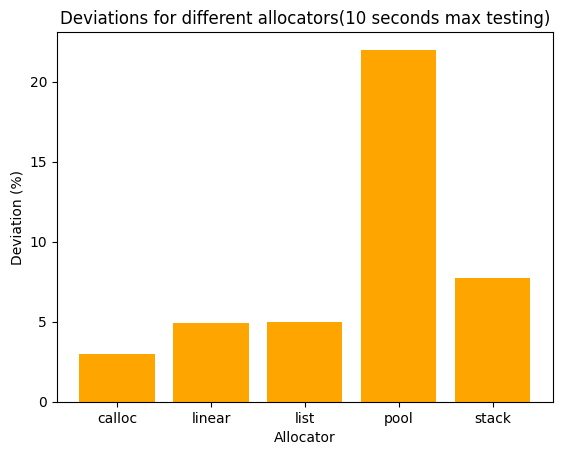 Deviations for different allocators(10 seconds max testing)
20
15
10
5
0
Deviation (%)
calloc linear list pool stack
Allocator